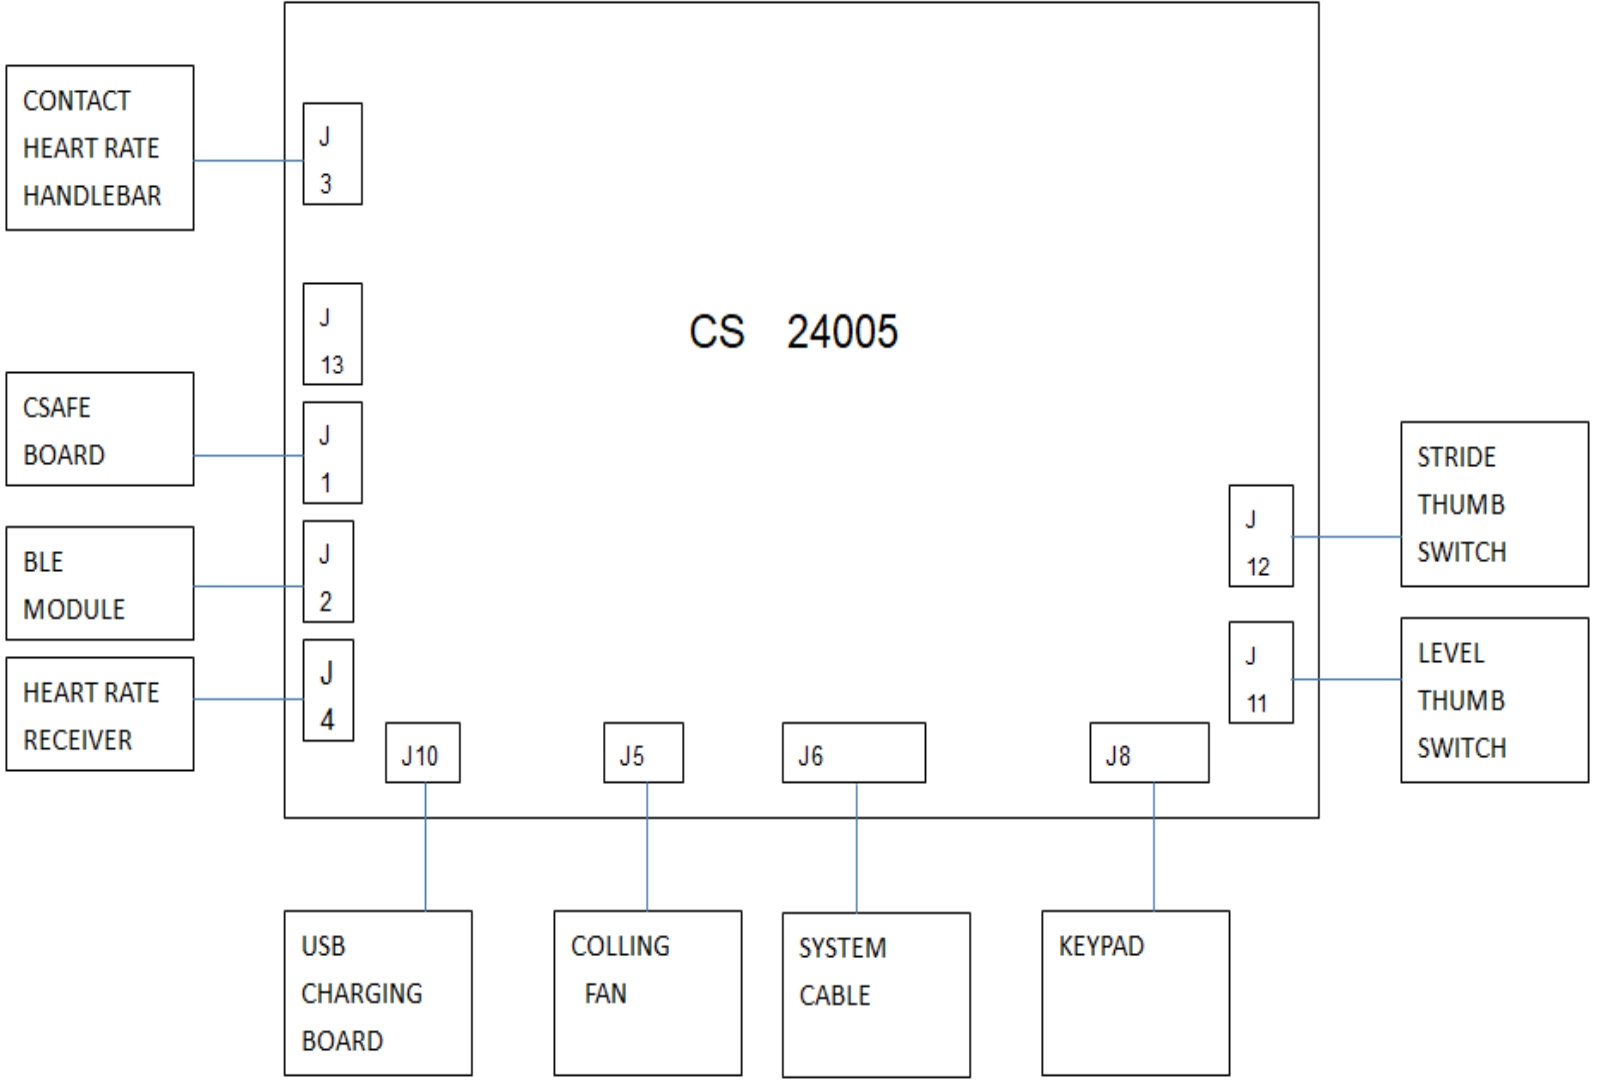 CONTACT
HEART RATE
HANDLEBAR
J
3
J
13
CS 24005
CSAFE
BOARD
J
1
BLE
MODULE
J
2
HEART RATE
RECEIVER
J
4
STRIDE
THUMB
SWITCH
J
12
LEVEL
THUMB
SWITCH
J
11
J10
J5
J6
J8
USB
CHARGING
BOARD
COLLING
FAN
SYSTEM
CABLE
KEYPAD